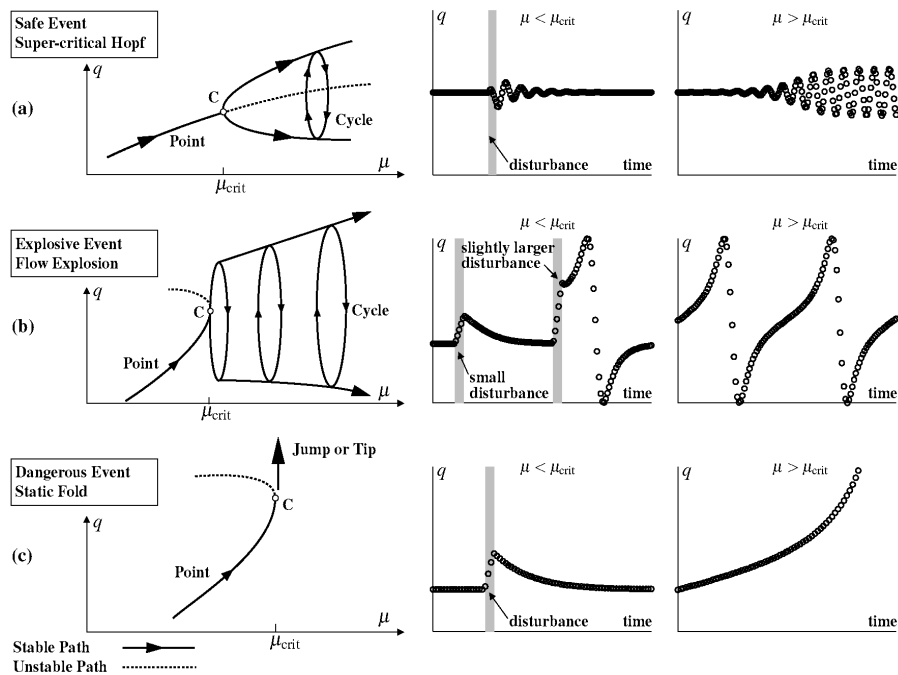 Safe Event
Super-critical Hopf
(a)
q
C
Point
Cycle
μ
μcrit
q
μ < μcrit
disturbance
time
q
μ > μcrit
time
Explosive Event
Flow Explosion
(b)
q
C
Point
Cycle
μ
μcrit
q
μ < μcrit
slightly larger
disturbance
small
disturbance
time
q
μ > μcrit
time
Dangerous Event
Static Fold
(c)
q
Jump or Tip
C
Point
μ
μcrit
q
μ < μcrit
disturbance
time
q
μ > μcrit
time
Stable Path
Unstable Path